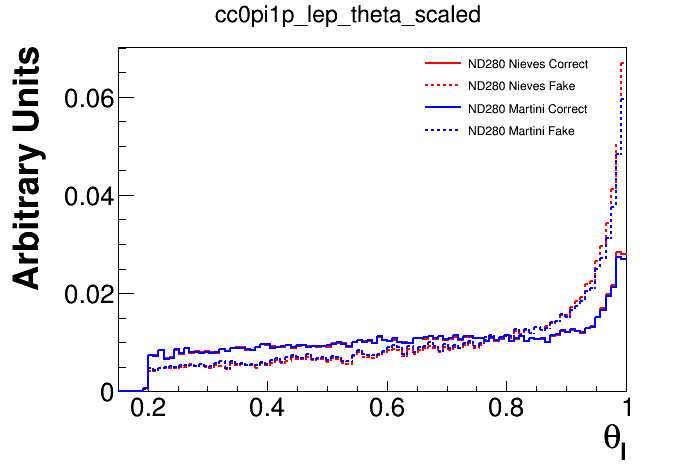 cc0pi1p_lep_theta_scaled
Arbitrary Units
ND280 Nieves Correct
ND280 Nieves Fake
ND280 Martini Correct
ND280 Martini Fake
0.06
0.04
0.02
0
0.2 0.4 0.6 0.8 1
θl